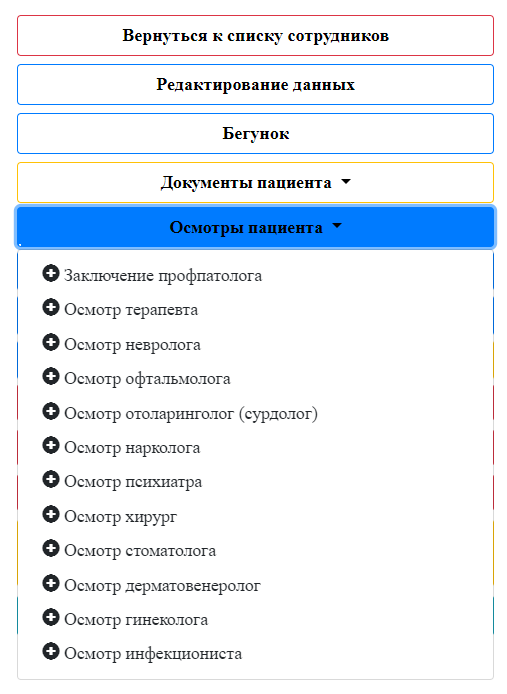 Вернуться к списку сотрудников
Редактирование данных
Бегунок
Документы пациента
Осмотры пациента
Заключение профпатолога
Осмотр терапевта
Осмотр невролога
Осмотр офтальмолога
Осмотр отоларинголог (сурдолог)
Осмотр нарколога
Осмотр психиатра
Осмотр хирург
Осмотр стоматолога
Осмотр дерматовенеролог
Осмотр гинеколога
Осмотр инфекциониста